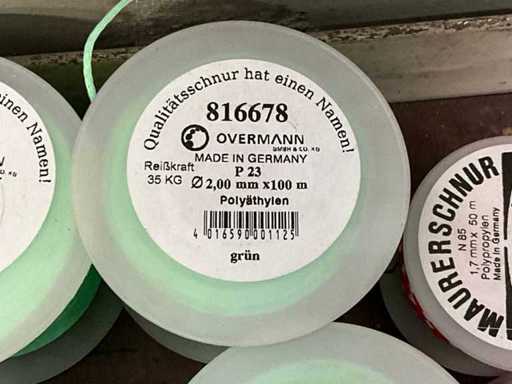 Qualitätsschnur hat einen Namen!
816678
OVERMANN
GMBH & CO. KG
MADE IN GERMANY
Reißkraft P 23
35 KG Ø 2,00 mm x 100 m
Polyäthylen
4 016590 001125
grün
einen Namen!
MAURERSCHNUR
N 85
1,7 mm x 50 m
Polypropylen
Made in Germany